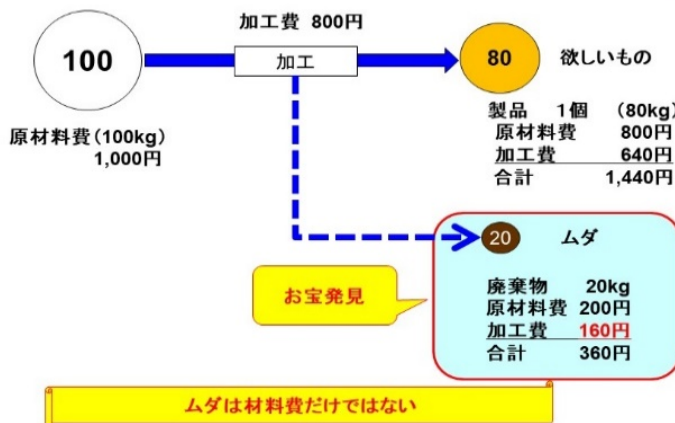 加工費 800円
100
加工
80
欲しいもの
原材料費(100kg)
1,000円
製品 1個 (80kg)
原材料費 800円
加工費 640円
合計 1,440円
20
ムダ
お宝発見
廃棄物 20kg
原材料費 200円
加工費 160円
合計 360円
ムダは材料費だけではない